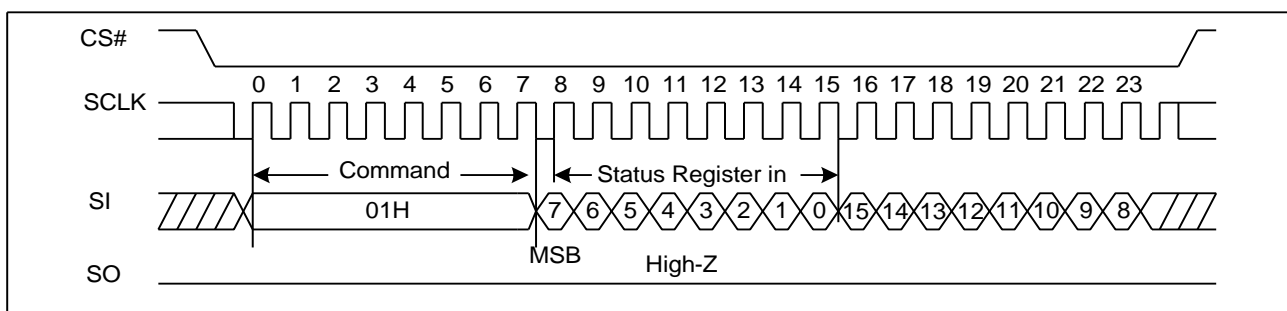 CS#
0 1 2 3 4 5 6 7 8 9 10 11 12 13 14 15 16 17 18 19 20 21 22 23
SCLK
Command Status Register in
SI 01H 7 6 5 4 3 2 1 0 15 14 13 12 11 10 9 8
MSB
SO High-Z